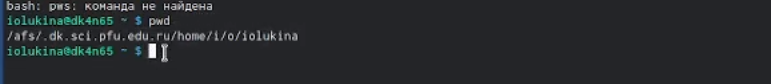 bash: pws: команда не найдена
iolukina@dk4n65 ~ $ pwd
/afs/.dk.sci.pfu.edu.ru/home/i/o/iolukina
iolukina@dk4n65 ~ $